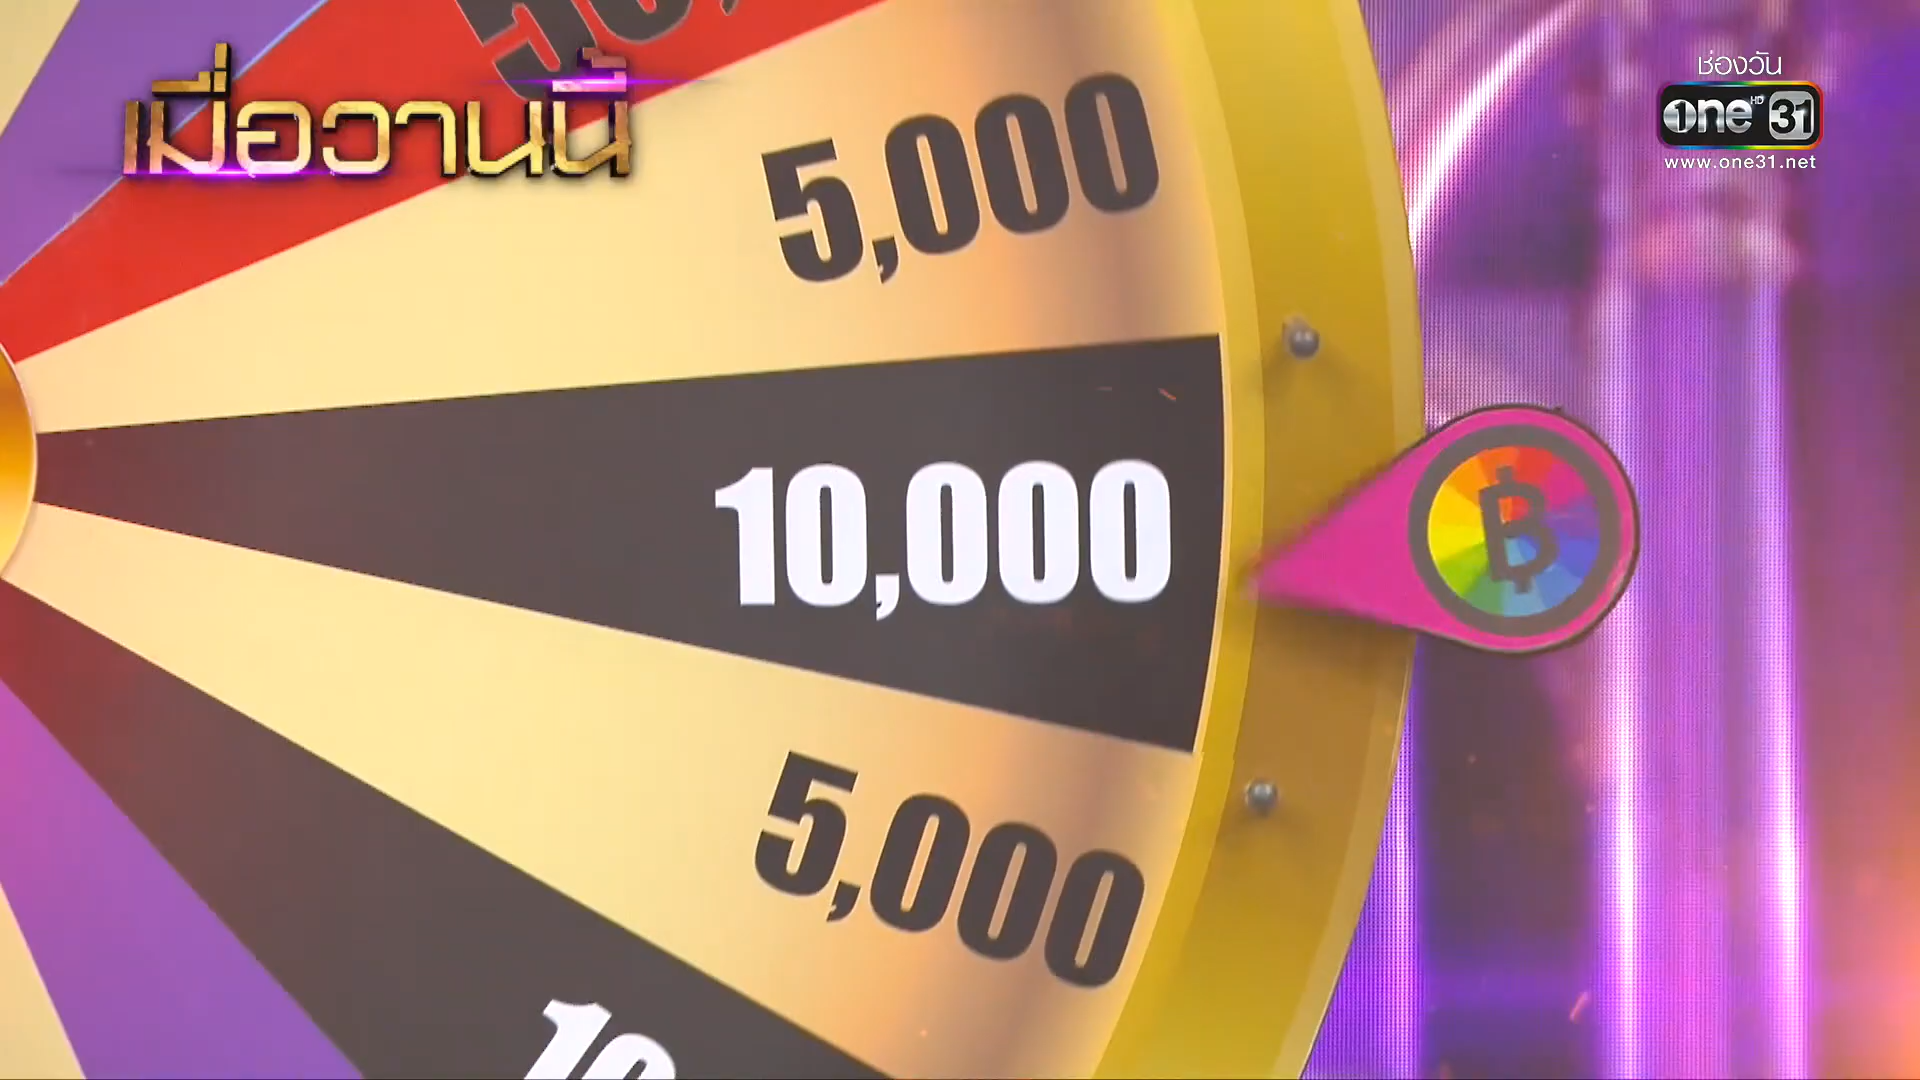 เมื่อวานนี้
ช่องวัน
one HD 31
www.one31.net
5,000
10,000
฿
5,000